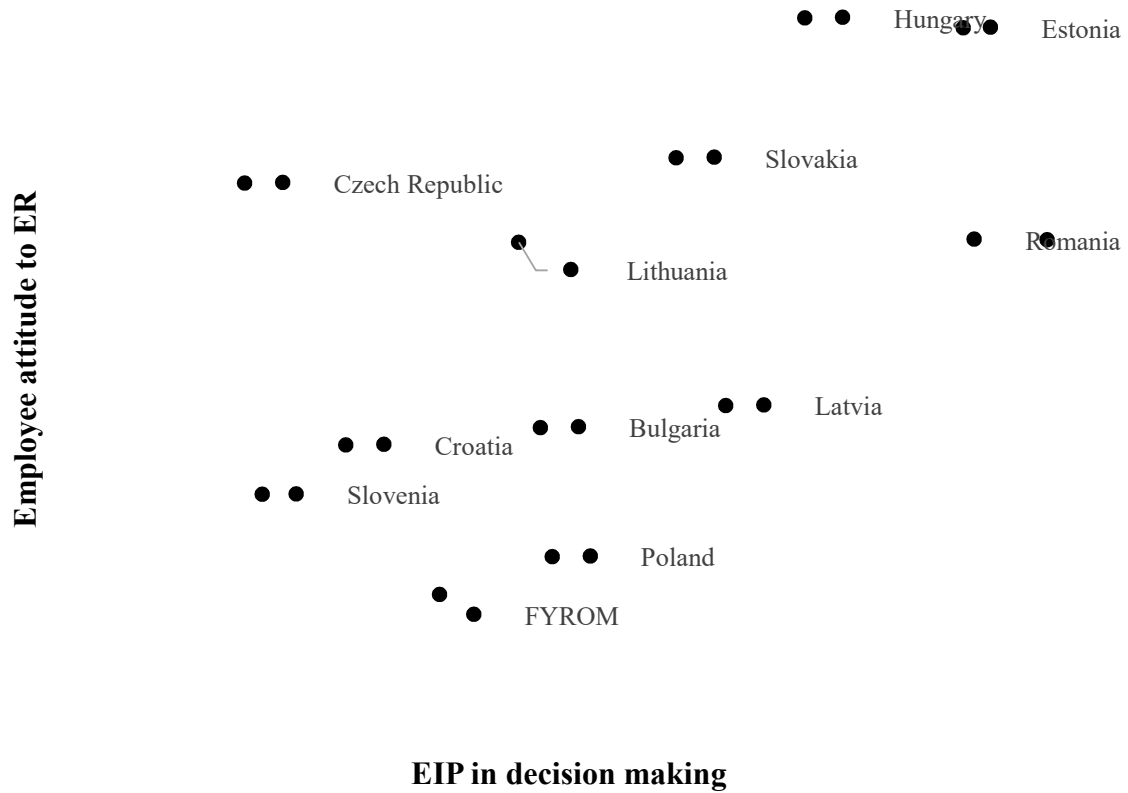 Hungary
Estonia
Slovakia
Czech Republic
Romania
Lithuania
Latvia
Bulgaria
Croatia
Slovenia
Poland
FYROM
Employee attitude to ER
EIP in decision making